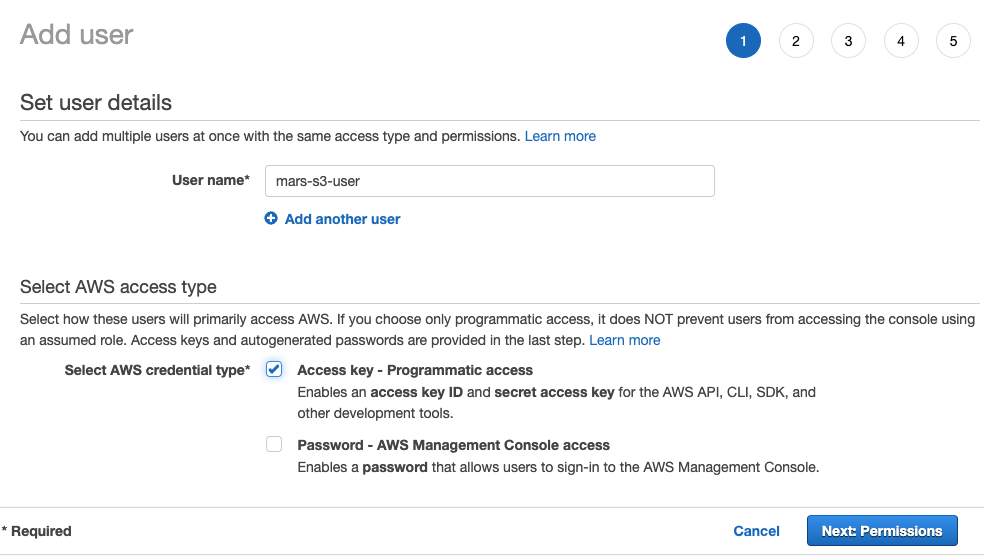 Add user
1 2 3 4 5
Set user details
You can add multiple users at once with the same access type and permissions. Learn more
User name* mars-s3-user
Add another user
Select AWS access type
Select how these users will primarily access AWS. If you choose only programmatic access, it does NOT prevent users from accessing the console using
an assumed role. Access keys and autogenerated passwords are provided in the last step. Learn more
Select AWS credential type* Access key - Programmatic access
Enables an access key ID and secret access key for the AWS API, CLI, SDK, and
other development tools.
Password - AWS Management Console access
Enables a password that allows users to sign-in to the AWS Management Console.
* Required Cancel Next: Permissions